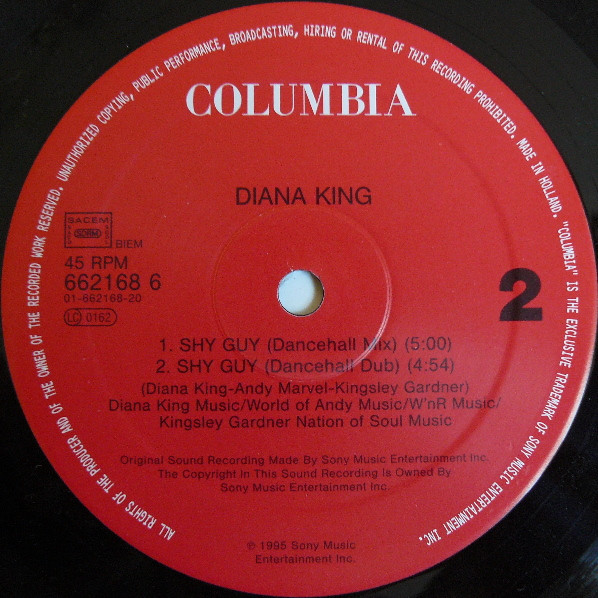 ALL RIGHTS OF THE PRODUCER AND OF THE OWNER OF THE RECORDED WORK RESERVED. UNAUTHORIZED COPYING, PUBLIC PERFORMANCE, BROADCASTING, HIRING OR RENTAL OF THIS RECORDING PROHIBITED. MADE IN HOLLAND. "COLUMBIA" IS THE EXCLUSIVE TRADEMARK OF SONY MUSIC ENTERTAINMENT INC.
COLUMBIA
DIANA KING
SACEM
SDRM
BIEM
45 RPM
662168 6
01-662168-20
LC 0162
2
1. SHY GUY (Dancehall Mix) (5:00)
2. SHY GUY (Dancehall Dub) (4:54)
(Diana King-Andy Marvel-Kingsley Gardner)
Diana King Music/World of Andy Music/W'nR Music/
Kingsley Gardner Nation of Soul Music
Original Sound Recording Made By Sony Music Entertainment Inc.
The Copyright In This Sound Recording Is Owned By
Sony Music Entertainment Inc.
℗ 1995 Sony Music
Entertainment Inc.